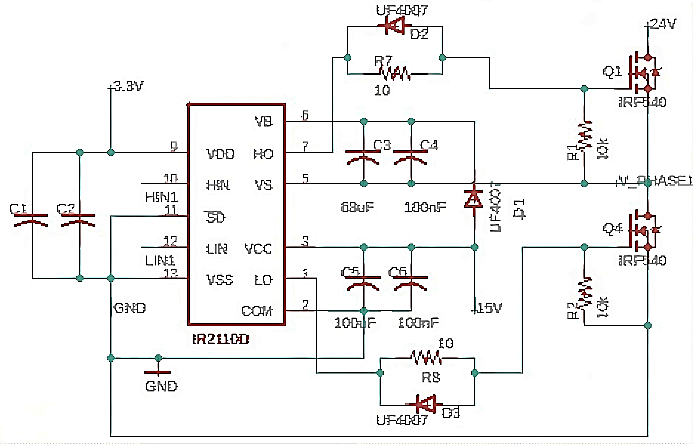 UF4007
D2
24V
R7
10
Q1
IRF540
3.3V
VB 6
9 VDD
HO 7
C3
C4
R1
10k
10 HIN
HIN1
VS 5
68uF
100nF
V_PHASE1
C1
C2
11 SD
UF4007
D1
Q4
IRF540
12 LIN
LIN1
VCC 3
13 VSS
LO 1
C5
C6
R2
10k
GND
COM 2
15V
100uF
100nF
IR2110D
10
R8
GND
UF4007
D3